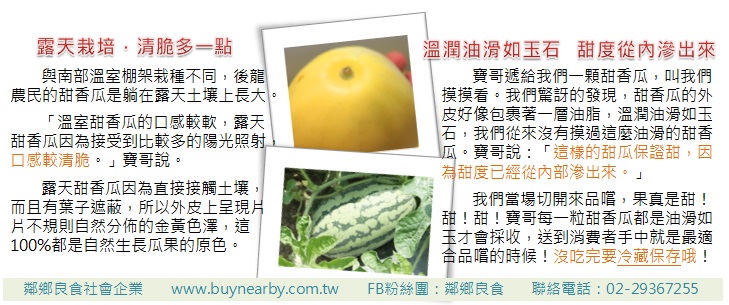 露天栽培．清脆多一點
與南部溫室棚架栽種不同，後龍
農民的甜香瓜是躺在露天土壤上長大。
「溫室甜香瓜的口感較軟，露天
甜香瓜因為接受到比較多的陽光照射，
口感較清脆。」寶哥說。
露天甜香瓜因為直接接觸土壤，
而且有葉子遮蔽，所以外皮上呈現片
片不規則自然分佈的金黃色澤，這
100%都是自然生長瓜果的原色。
溫潤油滑如玉石 甜度從內滲出來
寶哥遞給我們一顆甜香瓜，叫我們
摸摸看。我們驚訝的發現，甜香瓜的外
皮好像包裹著一層油脂，溫潤油滑如玉
石，我們從來沒有摸過這麼油滑的甜香
瓜。寶哥說：「這樣的甜瓜保證甜，因
為甜度已經從內部滲出來。」
我們當場切開來品嚐，果真是甜！
甜！甜！寶哥每一粒甜香瓜都是油滑如
玉才會採收，送到消費者手中就是最適
合品嚐的時候！沒吃完要冷藏保存哦！
鄰鄉良食社會企業 www.buynearby.com.tw FB粉絲團：鄰鄉良食 聯絡電話：02-29367255